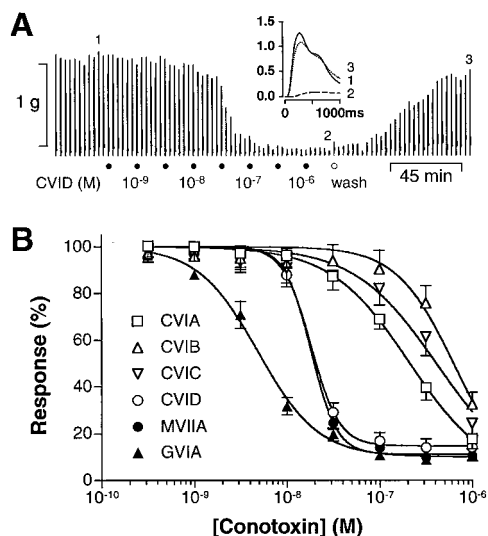 A
1.5
1.0
0.5
0.0
1
1000ms
3
1
2
1 g
1
2
3
CVID (M) 10-9 10-8 10-7 10-6 wash
45 min
B
Response (%)
100
80
60
40
20
0
CVIA
CVIB
CVIC
CVID
MVIIA
GVIA
10-10 10-9 10-8 10-7 10-6
[Conotoxin] (M)